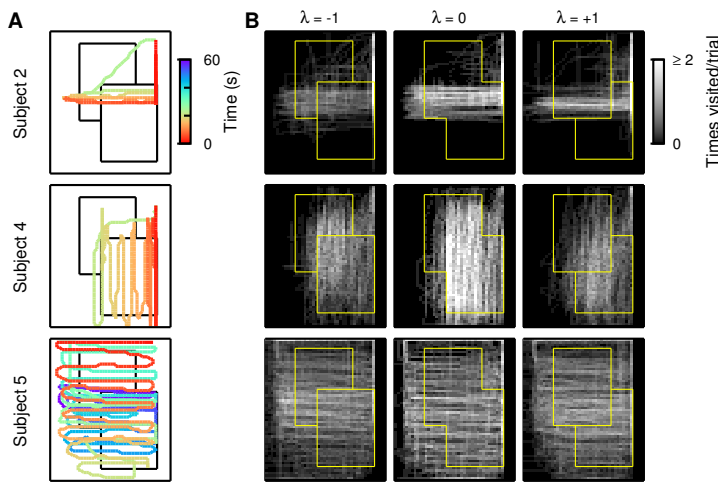 A
B
λ = -1
λ = 0
λ = +1
Subject 2
60
0
Time (s)
≥ 2
0
Times visited/trial
Subject 4
Subject 5